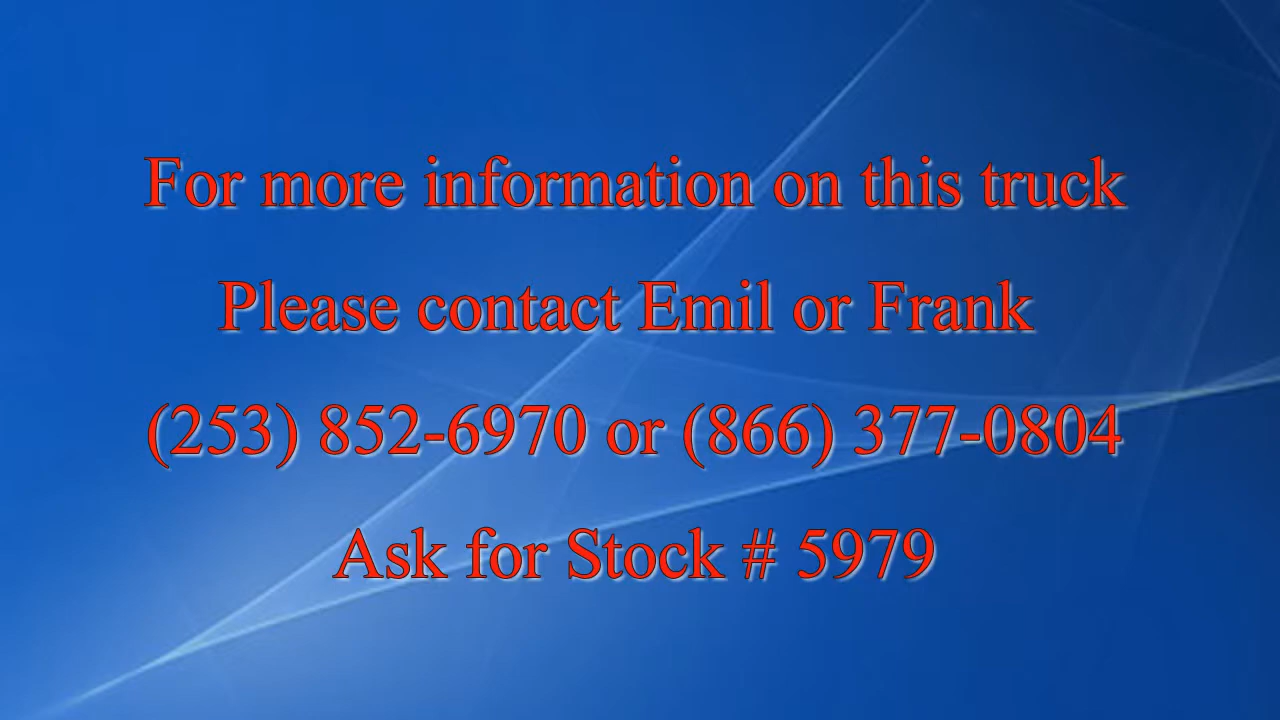 For more information on this truck
Please contact Emil or Frank
(253) 852-6970 or (866) 377-0804
Ask for Stock # 5979